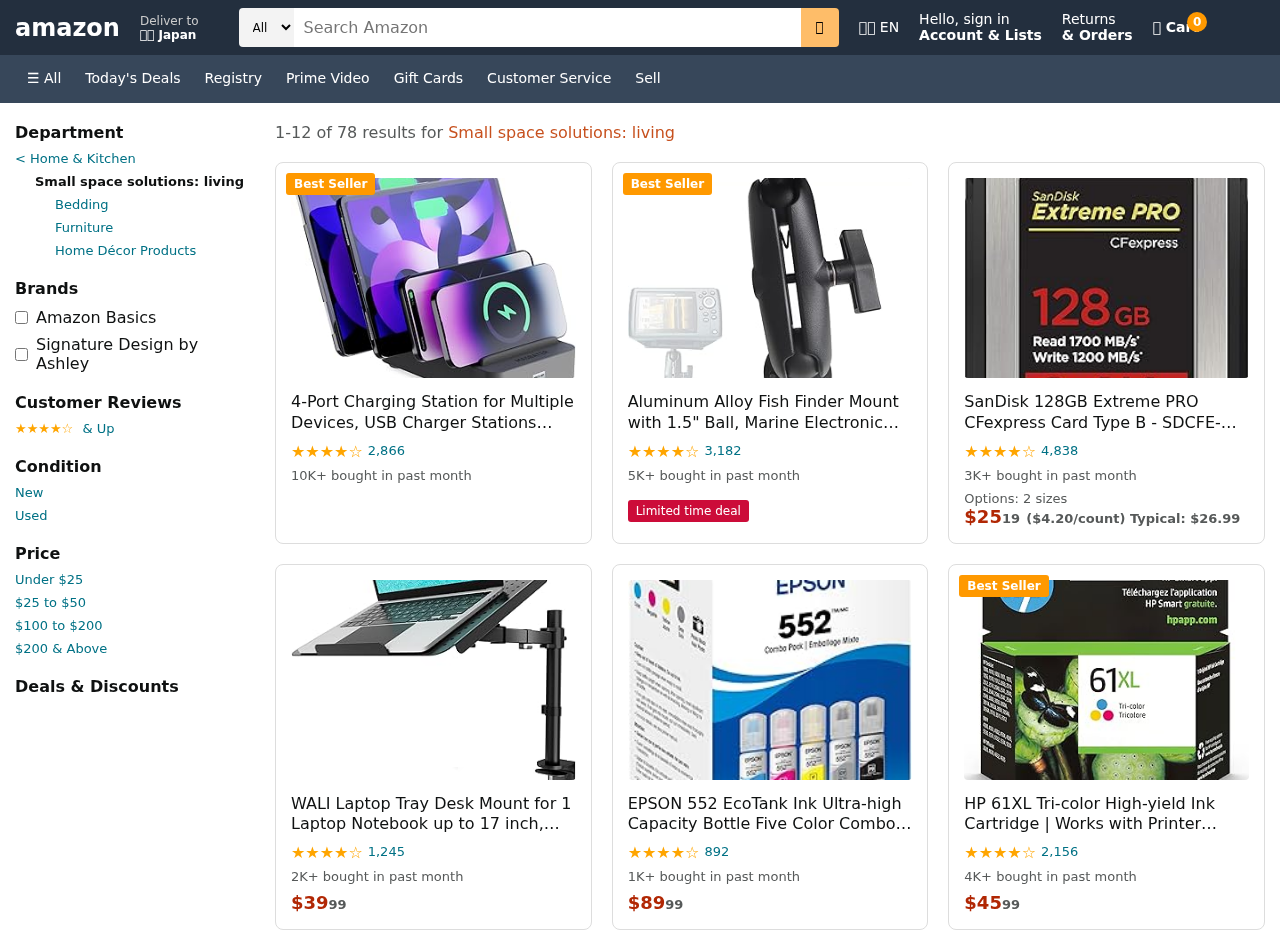 amazon
Deliver to
Japan
All
Search Amazon
EN
Hello, sign in
Account & Lists
Returns
& Orders
0
☰ All
Today's Deals
Registry
Prime Video
Gift Cards
Customer Service
Sell
Department
< Home & Kitchen
Small space solutions: living
Bedding
Furniture
Home Décor Products
Brands
Amazon Basics
Signature Design by
Ashley
Customer Reviews
★★★★☆ & Up
Condition
New
Used
Price
Under $25
$25 to $50
$100 to $200
$200 & Above
Deals & Discounts
1-12 of 78 results for Small space solutions: living
Best Seller
4-Port Charging Station for Multiple
Devices, USB Charger Stations…
★★★★☆ 2,866
10K+ bought in past month
Best Seller
Aluminum Alloy Fish Finder Mount
with 1.5" Ball, Marine Electronic…
★★★★☆ 3,182
5K+ bought in past month
Limited time deal
SanDisk
Extreme PRO
CFexpress
128GB
Read 1700 MB/s*
Write 1200 MB/s*
SanDisk 128GB Extreme PRO
CFexpress Card Type B - SDCFE-…
★★★★☆ 4,838
3K+ bought in past month
Options: 2 sizes
$25 19 ($4.20/count) Typical: $26.99
WALI Laptop Tray Desk Mount for 1
Laptop Notebook up to 17 inch,…
★★★★☆ 1,245
2K+ bought in past month
$39 99
EPSON
552
Combo Pack | Emballage Mixte
EPSON
552
EPSON
552
EPSON
552
EPSON
552
EPSON
552
EPSON 552 EcoTank Ink Ultra-high
Capacity Bottle Five Color Combo…
★★★★☆ 892
1K+ bought in past month
$89 99
Best Seller
Téléchargez l'application
HP Smart gratuite.
hpapp.com
61XL
Tri-color
Tricolore
HP 61XL Tri-color High-yield Ink
Cartridge | Works with Printer…
★★★★☆ 2,156
4K+ bought in past month
$45 99